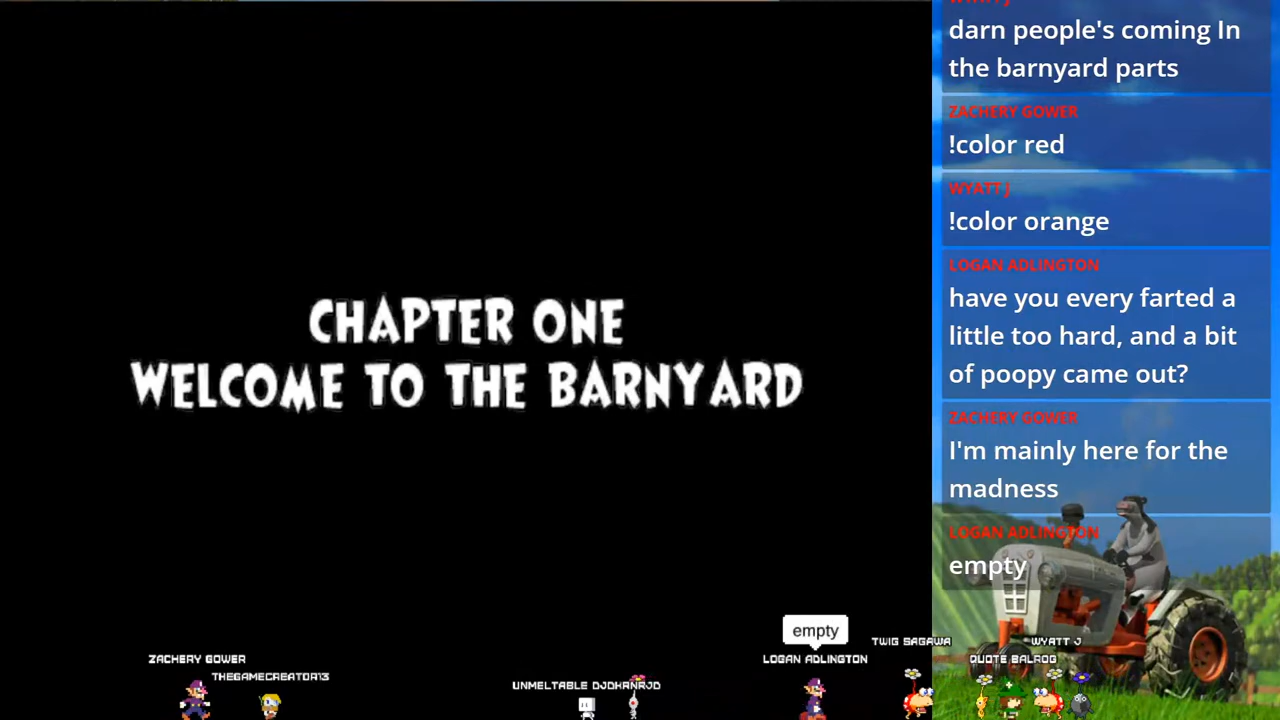 CHAPTER ONE
WELCOME TO THE BARNYARD
WYATT J
darn people's coming In
the barnyard parts
ZACHERY GOWER
!color red
WYATT J
!color orange
LOGAN ADLINGTON
have you every farted a
little too hard, and a bit
of poopy came out?
ZACHERY GOWER
I'm mainly here for the
madness
LOGAN ADLINGTON
empty
empty
ZACHERY GOWER
THEGAMECREATOR13
UNMELTABLE DJDKRNRJD
LOGAN ADLINGTON
TWIG SAGAWA
WYATT J
QUOTE BALROG